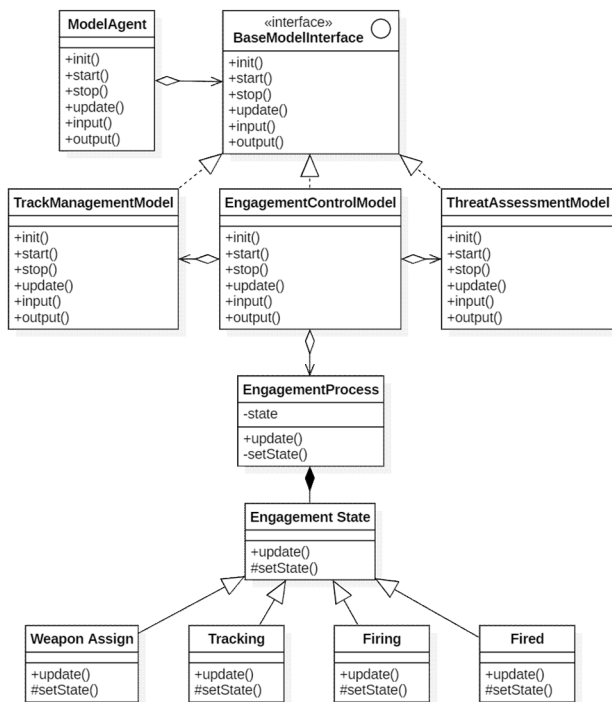 ModelAgent
+init()
+start()
+stop()
+update()
+input()
+output()
«interface»
BaseModelInterface
+init()
+start()
+stop()
+update()
+input()
+output()
TrackManagementModel
+init()
+start()
+stop()
+update()
+input()
+output()
EngagementControlModel
+init()
+start()
+stop()
+update()
+input()
+output()
ThreatAssessmentModel
+init()
+start()
+stop()
+update()
+input()
+output()
EngagementProcess
-state
+update()
-setState()
Engagement State
+update()
#setState()
Weapon Assign
+update()
#setState()
Tracking
+update()
#setState()
Firing
+update()
#setState()
Fired
+update()
#setState()